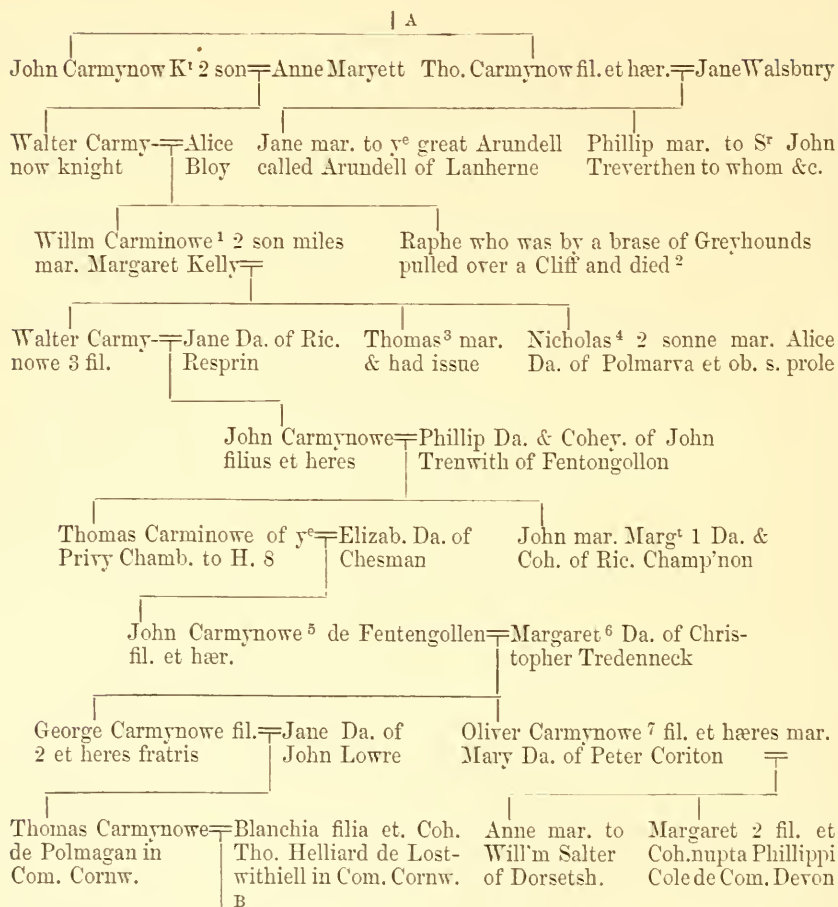 A
John Carmynow Kt 2 son Anne Maryett Tho. Carmynow fil. et hær. Jane Walsbury
Walter Carmy- Alice Jane mar. to ye great Arundell Phillip mar. to Sr John
now knight Bloy called Arundell of Lanherne Treverthen to whom &c.
Willm Carminowe 1 2 son miles Raphe who was by a brase of Greyhounds
mar. Margaret Kelly pulled over a Cliff and died 2
Walter Carmy- Jane Da. of Ric. Thomas 3 mar. Nicholas 4 2 sonne mar. Alice
nowe 3 fil. Resprin & had issue Da. of Polmarva et ob. s. prole
John Carmynowe Phillip Da. & Cohey. of John
filius et heres Trenwith of Fentongollon
Thomas Carminowe of ye Elizab. Da. of John mar. Margt 1 Da. &
Privy Chamb. to H. 8 Chesman Coh. of Ric. Champ'non
John Carmynowe 5 de Fentengollen Margaret 6 Da. of Chris-
fil. et hær. topher Tredenneck
George Carmynowe fil. Jane Da. of Oliver Carmynowe 7 fil. et hæres mar.
2 et heres fratris John Lowre Mary Da. of Peter Coriton
Thomas Carmynowe Blanchia filia et. Coh. Anne mar. to Margaret 2 fil. et
de Polmagan in Tho. Helliard de Lost- Will'm Salter Coh. nupta Phillippi
Com. Cornw. withiell in Com. Cornw. of Dorsetsh. Cole de Com. Devon
B